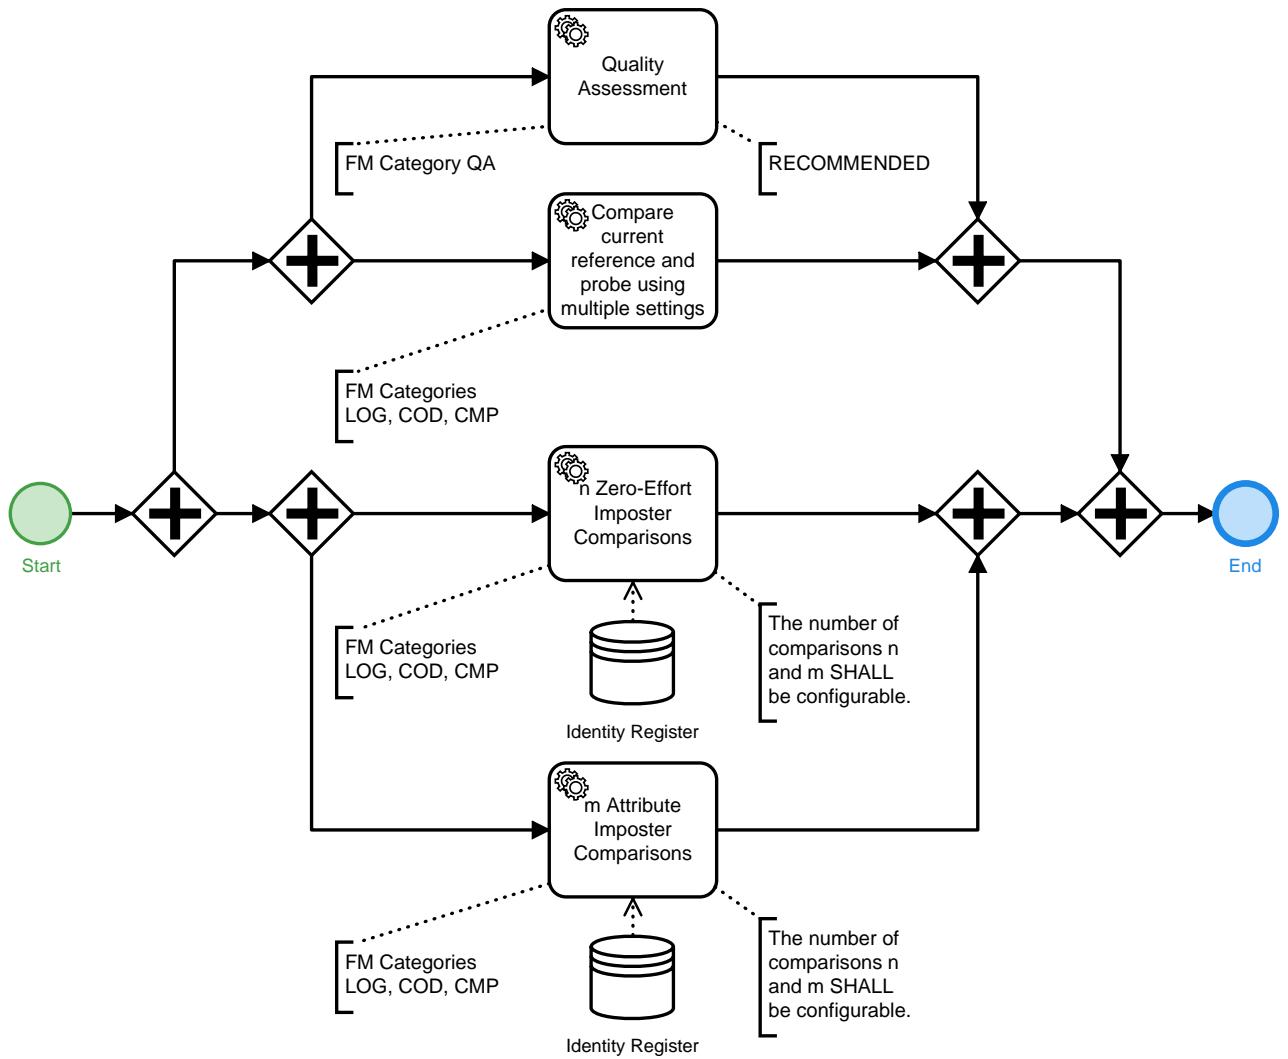 Quality
Assessment
FM Category QA
RECOMMENDED
Compare
current
reference and
probe using
multiple settings
FM Categories
LOG, COD, CMP
Start
n Zero-Effort
Imposter
Comparisons
End
FM Categories
LOG, COD, CMP
The number of
comparisons n
and m SHALL
be configurable.
Identity Register
m Attribute
Imposter
Comparisons
FM Categories
LOG, COD, CMP
The number of
comparisons n
and m SHALL
be configurable.
Identity Register